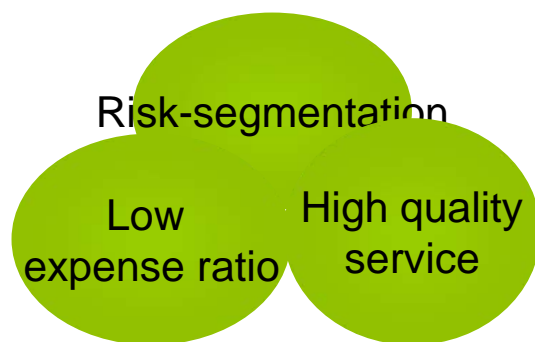 Risk-segmentation
Low
expense ratio
High quality
service